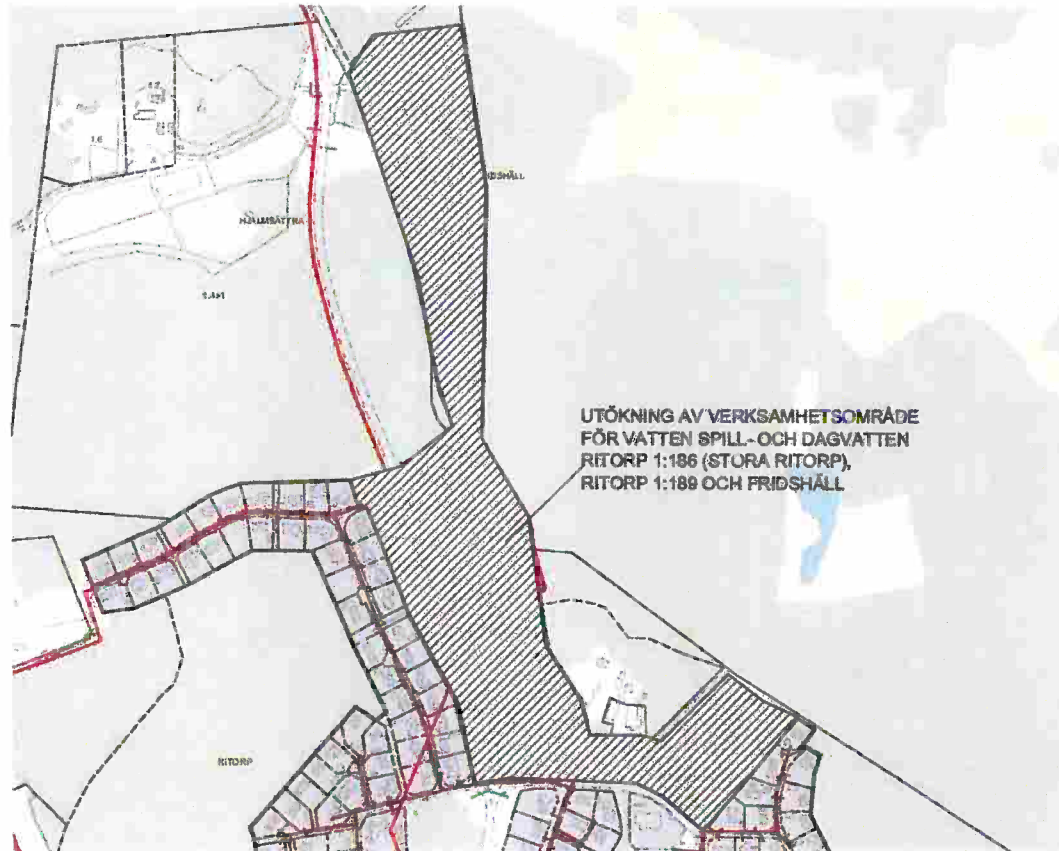 HJÄLMSÄTTRA
UTÖKNING AV VERKSAMHETSOMRÅDE
FÖR VATTEN SPILL- OCH DAGVATTEN
RITORP 1:186 (STORA RITORP),
RITORP 1:189 OCH FRIDSHÄLL
RITORP